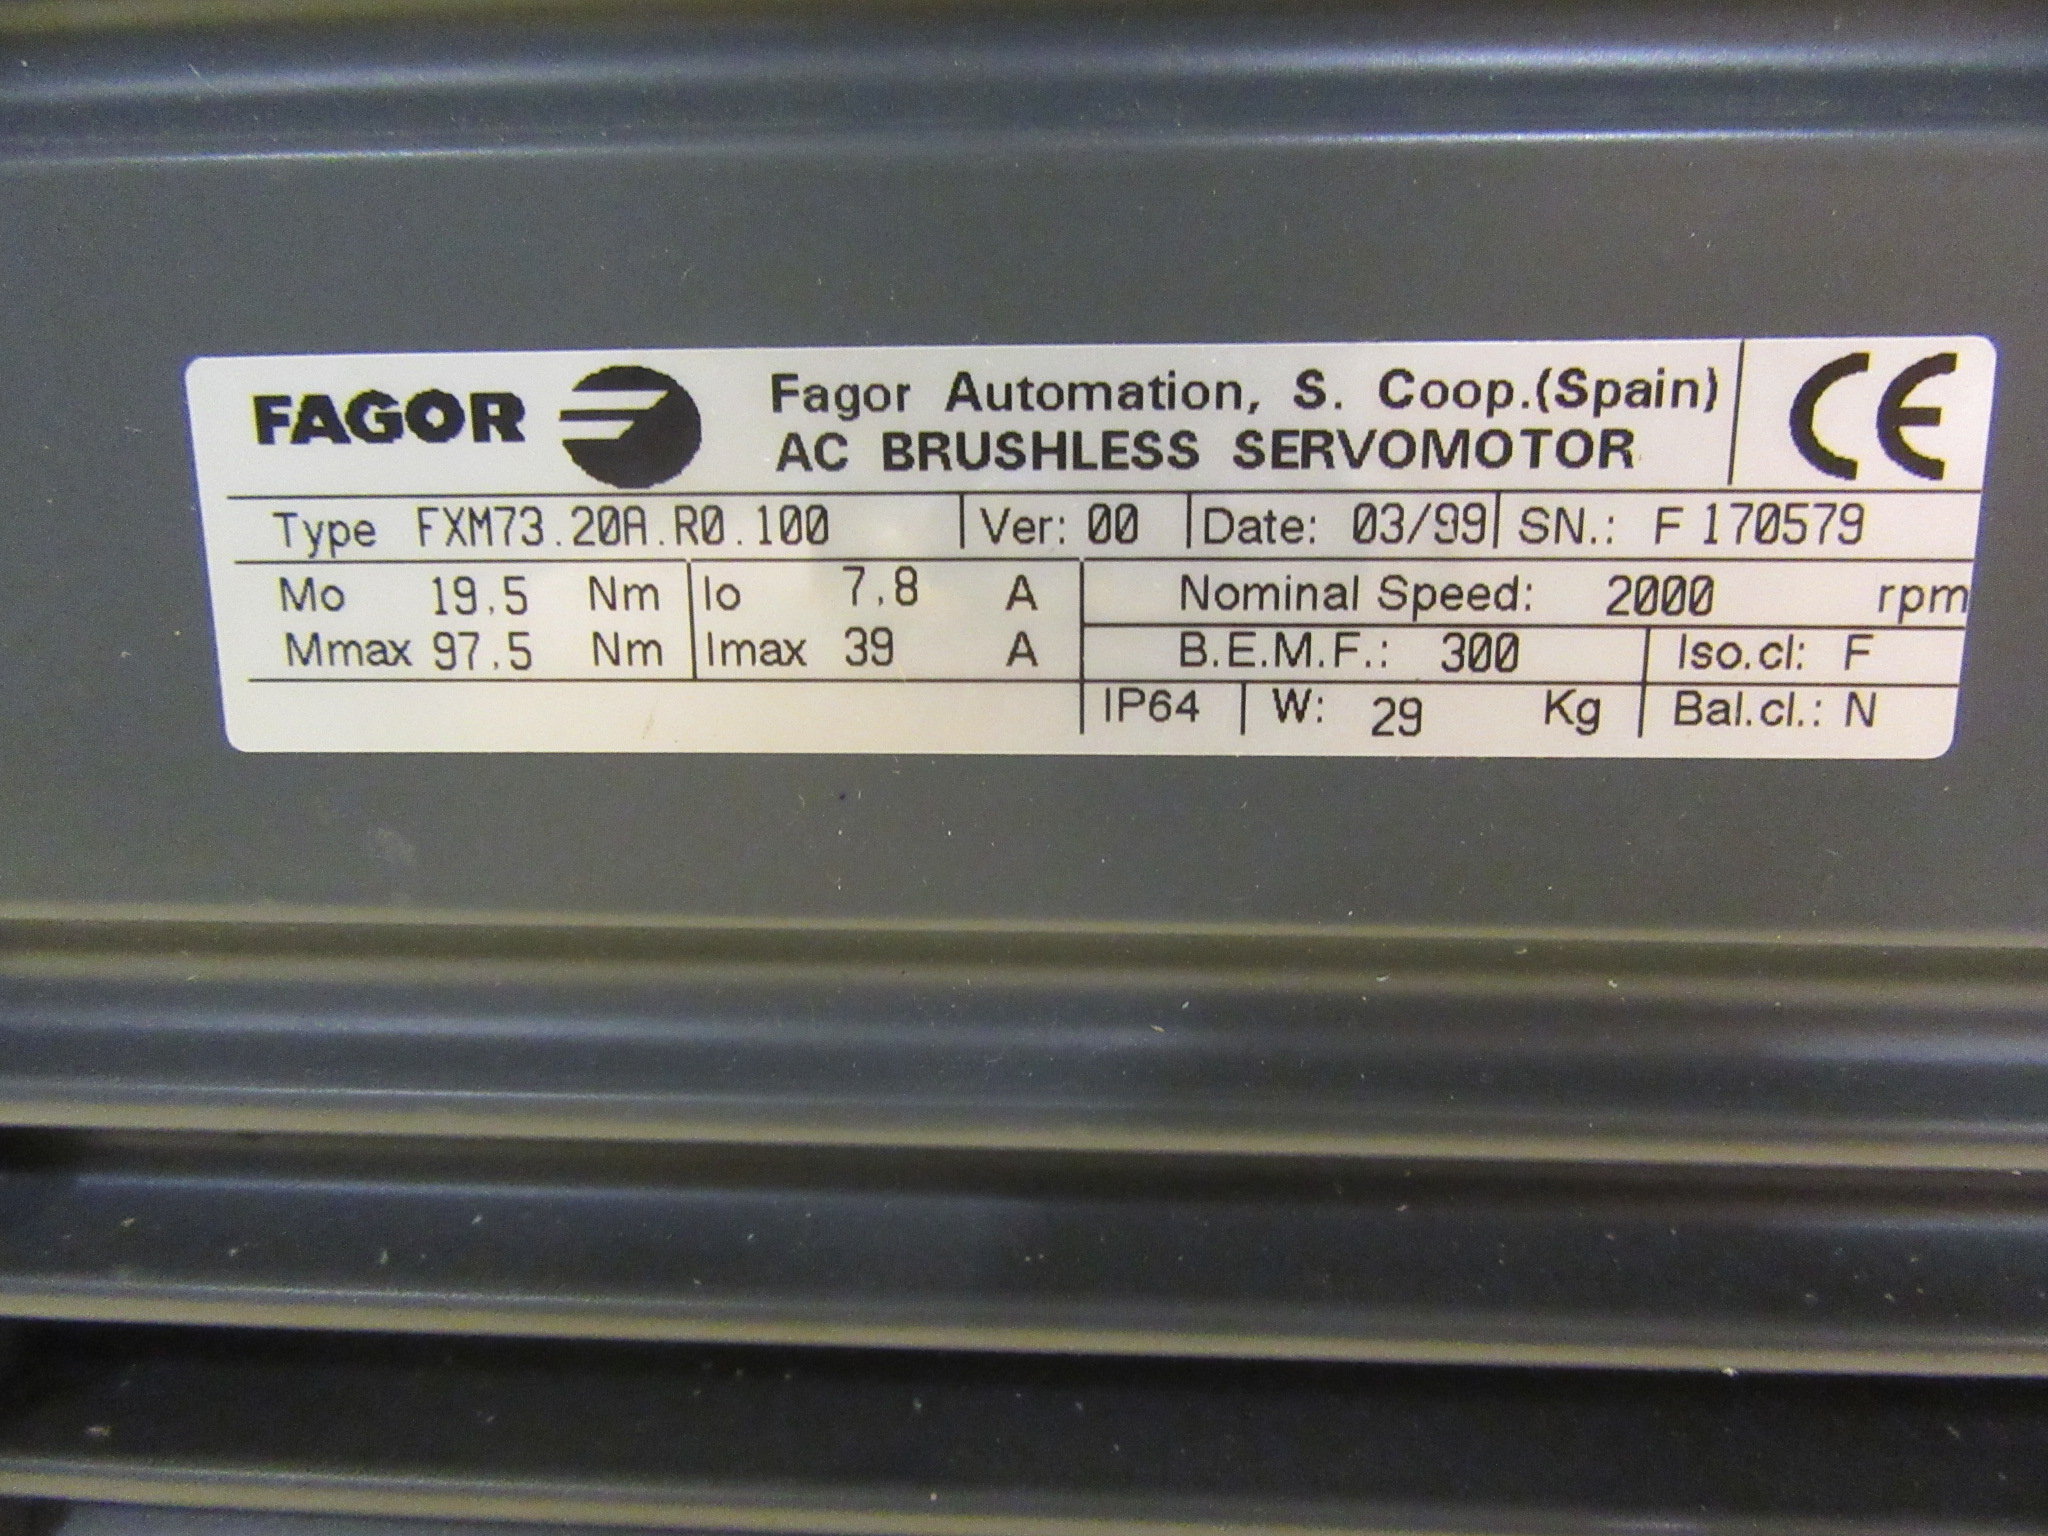 FAGOR Fagor Automation, S. Coop.(Spain) CE
AC BRUSHLESS SERVOMOTOR
Type FXM73.20A.R0.100 Ver: 00 Date: 03/99 SN.: F 170579
Mo 19.5 Nm Io 7.8 A Nominal Speed: 2000 rpm
Mmax 97.5 Nm Imax 39 A B.E.M.F.: 300 Iso.cl: F
IP64 W: 29 Kg Bal.cl.: N